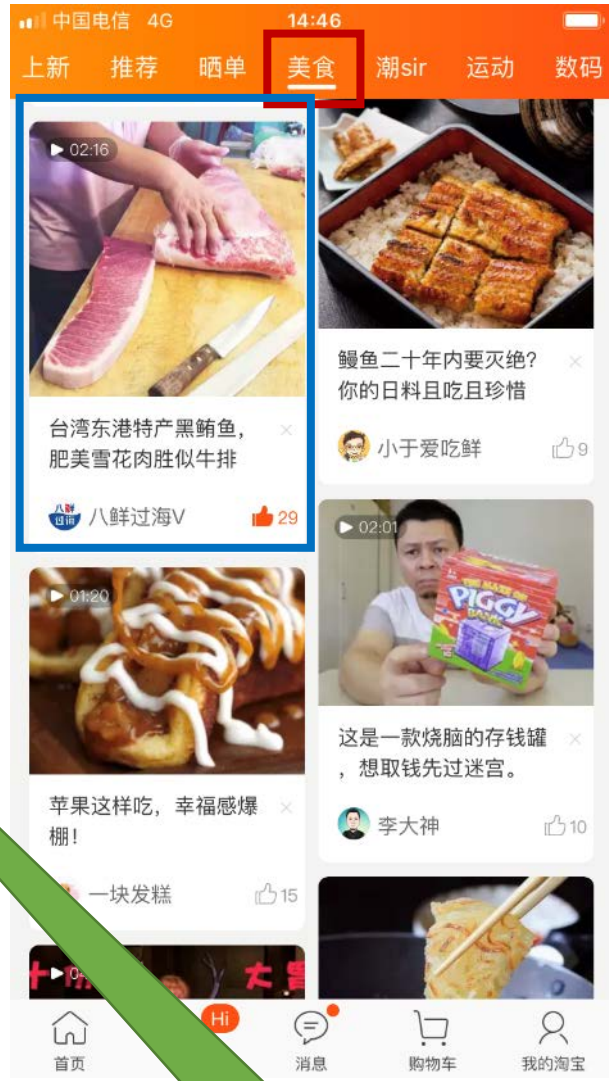 中国电信 4G 14:46
上新 推荐 晒单 美食 潮sir 运动 数码
02:16
台湾东港特产黑鲔鱼，
肥美雪花肉胜似牛排
八鲜过海
八鲜过海V 29
01:20
苹果这样吃，幸福感爆
棚！
一块发糕 15
鳗鱼二十年内要灭绝？
你的日料且吃且珍惜
小于爱吃鲜 9
02:01
PIGGY
BANK
这是一款烧脑的存钱罐
，想取钱先过迷宫。
李大神 10
Hi
首页 消息 购物车 我的淘宝